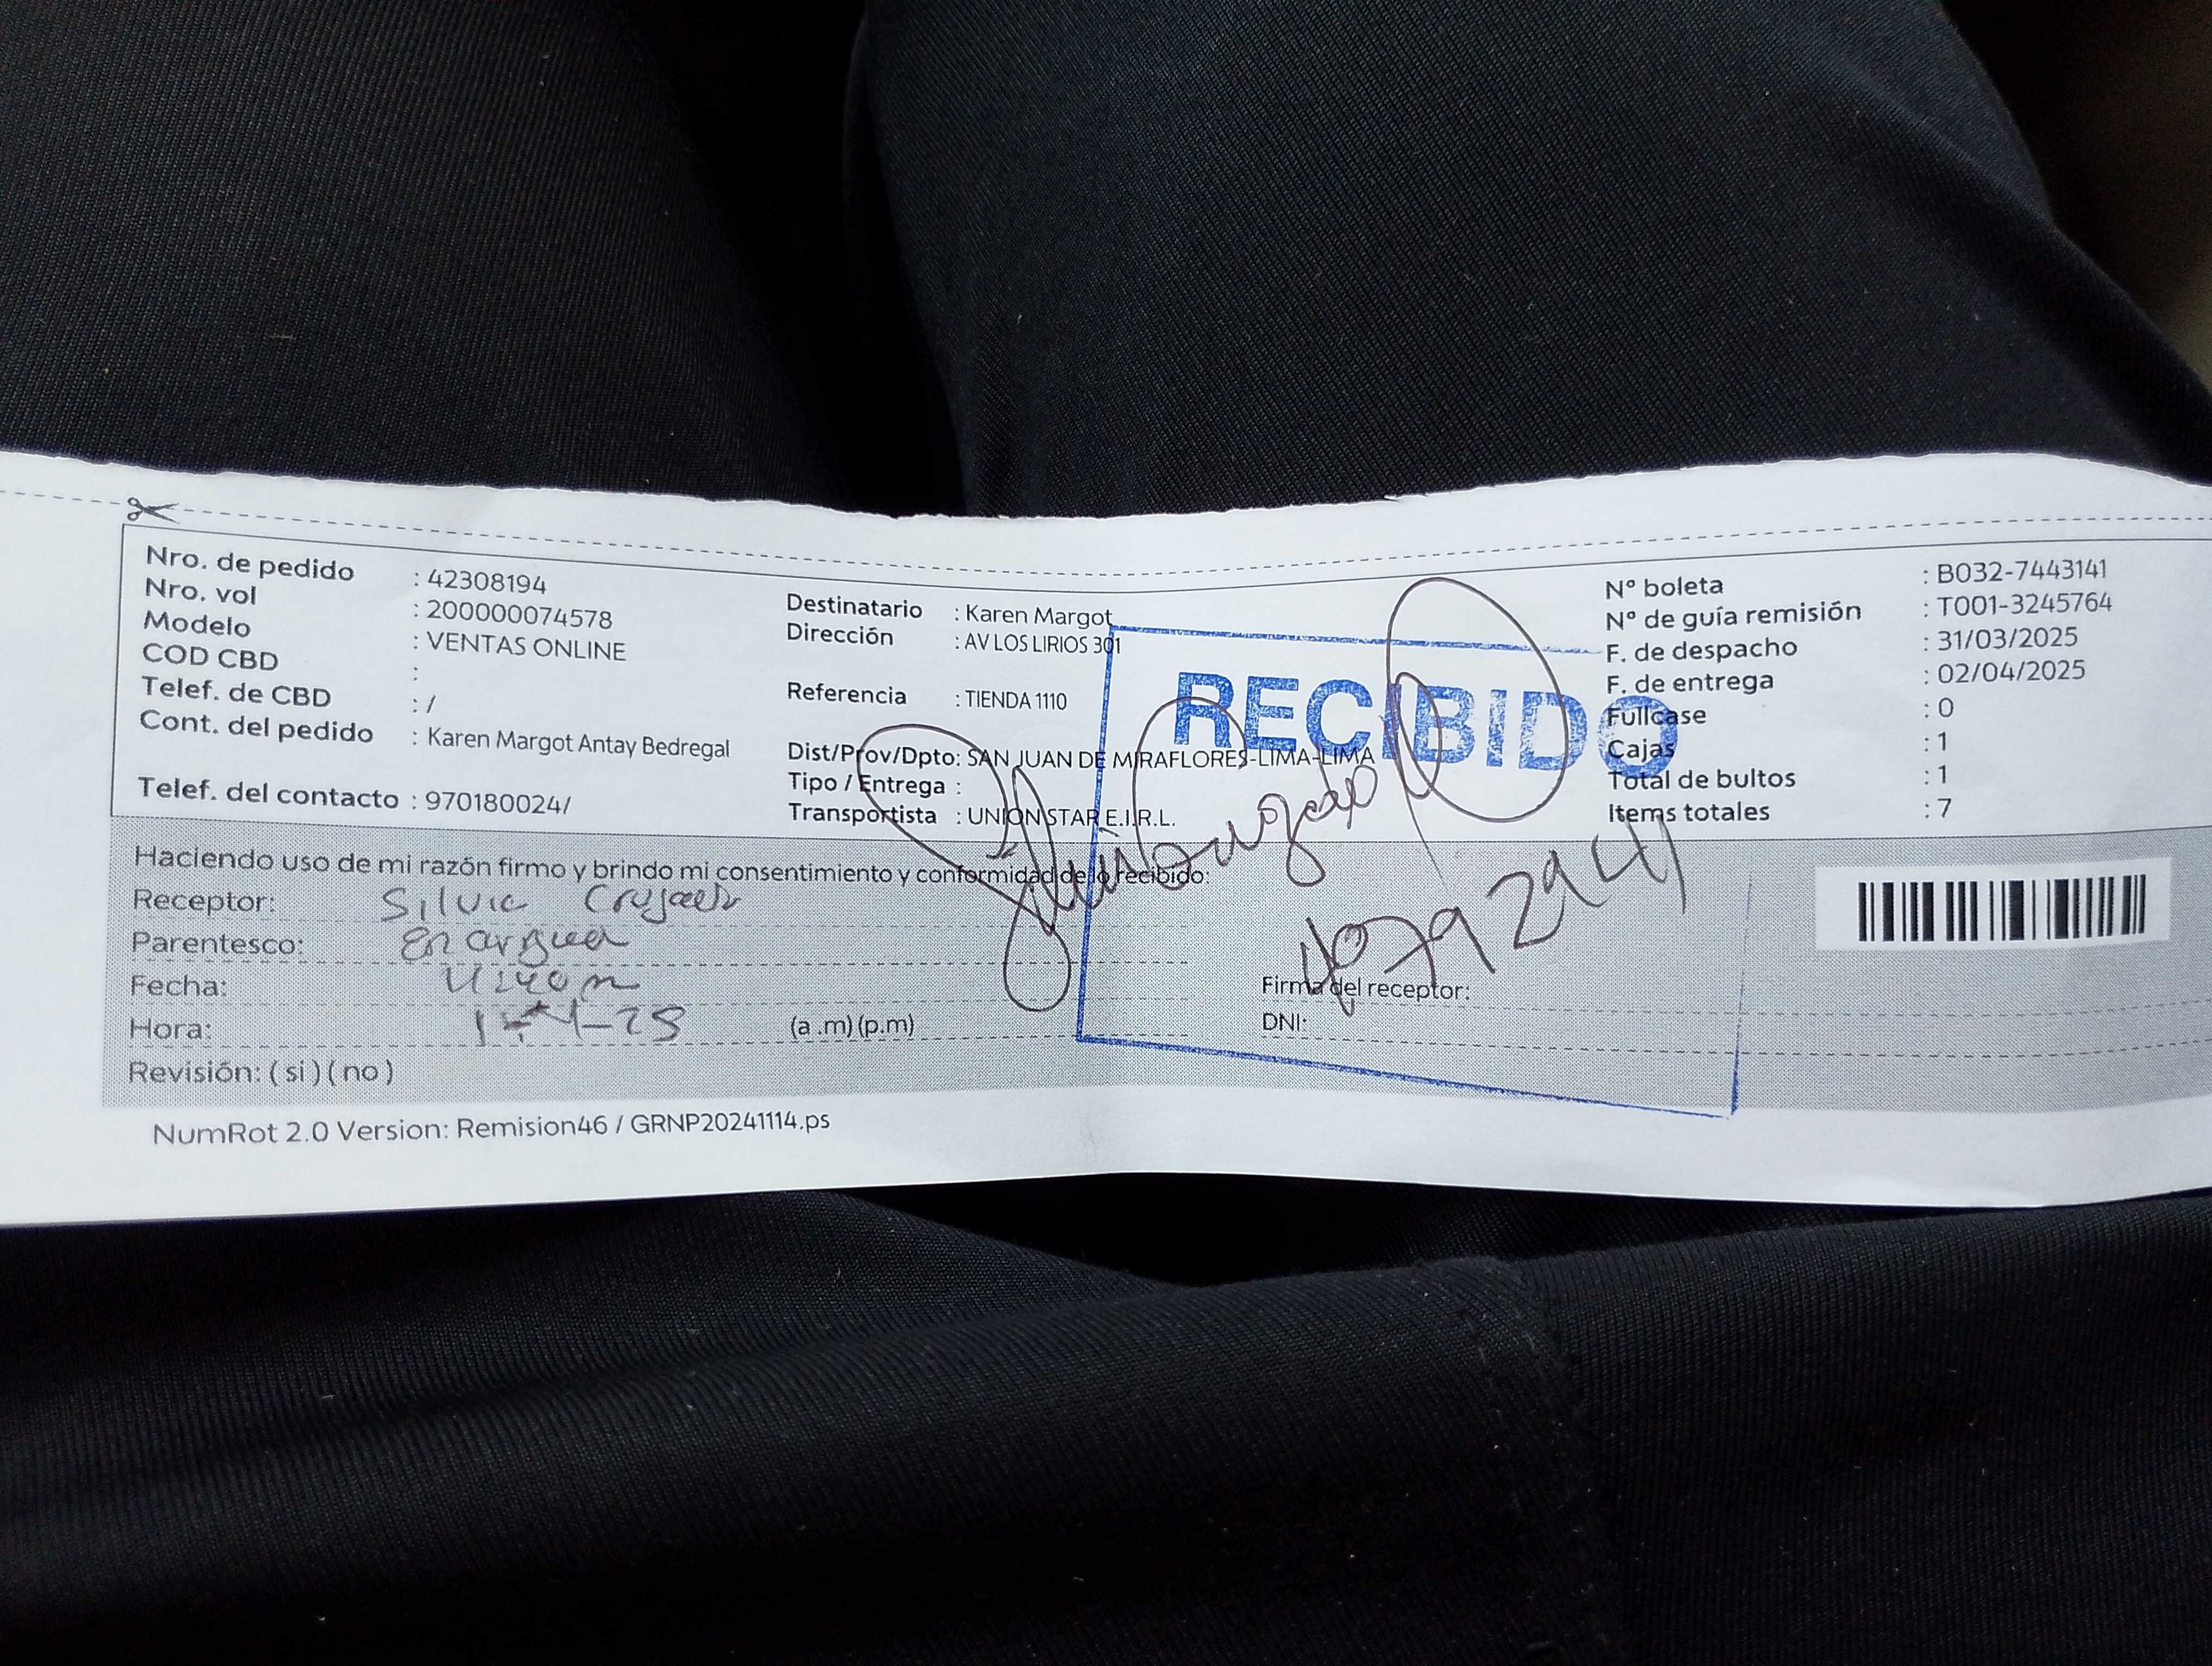 Nro. de pedido : 42308194
Nro. vol : 200000074578
Modelo : VENTAS ONLINE
COD CBD :
Telef. de CBD : /
Cont. del pedido : Karen Margot Antay Bedregal
Telef. del contacto : 970180024/
Destinatario : Karen Margot
Dirección : AV LOS LIRIOS 301
Referencia : TIENDA 1110
Dist/Prov/Dpto: SAN JUAN DE MIRAFLORES-LIMA-LIMA
Tipo / Entrega :
Transportista : UNION STAR E.I.R.L.
RECIBIDO
N° boleta : B032-7443141
N° de guía remisión : T001-3245764
F. de despacho : 31/03/2025
F. de entrega : 02/04/2025
Fullcase : 0
Cajas : 1
Total de bultos : 1
Items totales : 7
Haciendo uso de mi razón firmo y brindo mi consentimiento y conformidad de lo recibido:
Receptor: Silvia
Parentesco:
Fecha:
Hora: (a .m) (p.m)
Revisión: ( si ) ( no )
Firma del receptor:
DNI:
NumRot 2.0 Version: Remision46 / GRNP20241114.ps